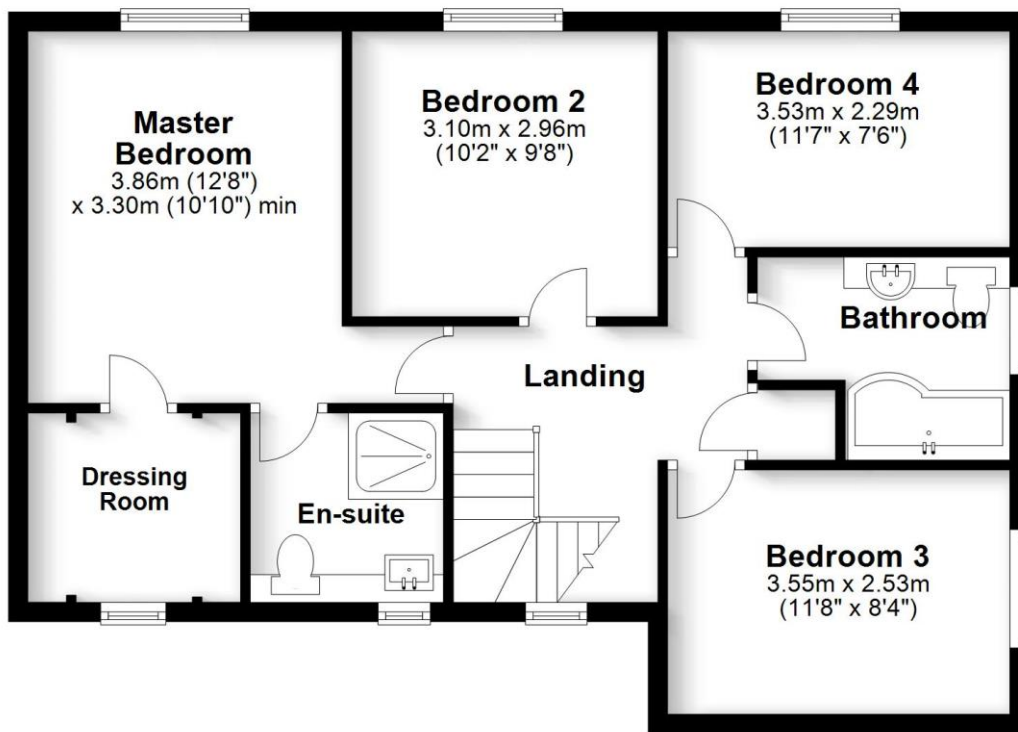 Master
Bedroom
3.86m (12'8")
x 3.30m (10'10") min
Bedroom 2
3.10m x 2.96m
(10'2" x 9'8")
Bedroom 4
3.53m x 2.29m
(11'7" x 7'6")
Bathroom
Landing
Dressing
Room
En-suite
Bedroom 3
3.55m x 2.53m
(11'8" x 8'4")